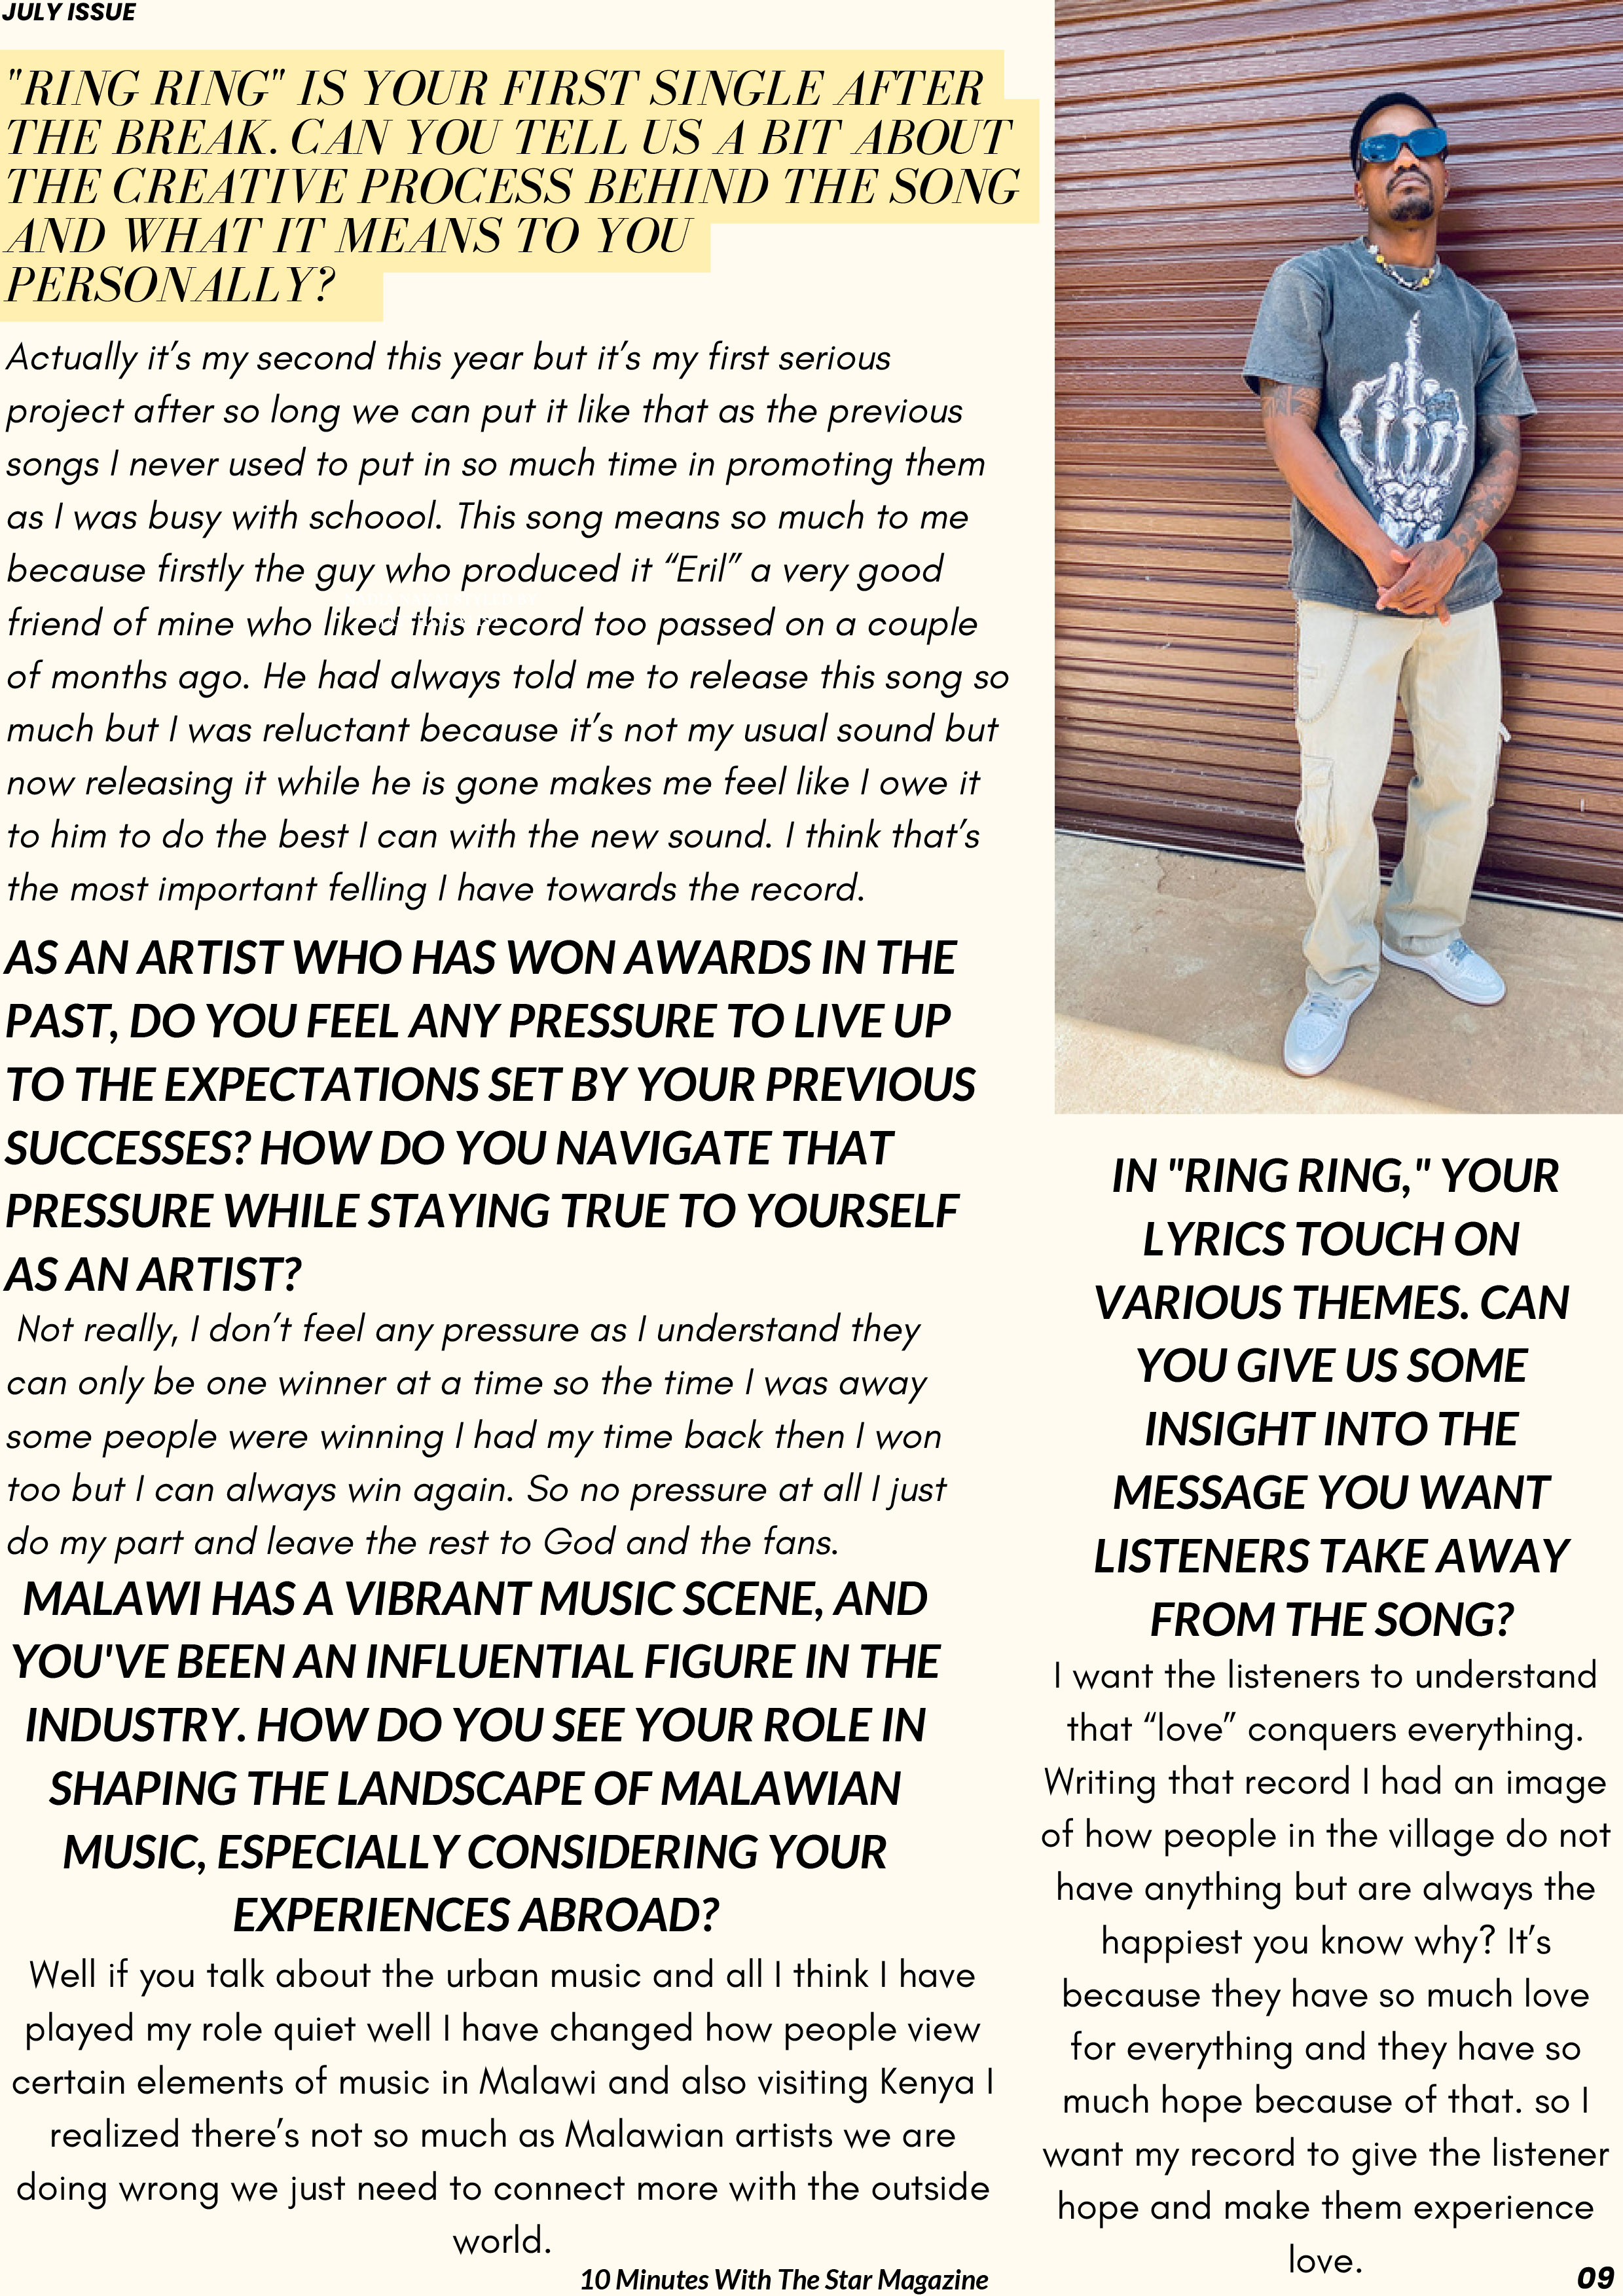 JULY ISSUE
"RING RING" IS YOUR FIRST SINGLE AFTER
THE BREAK. CAN YOU TELL US A BIT ABOUT
THE CREATIVE PROCESS BEHIND THE SONG
AND WHAT IT MEANS TO YOU
PERSONALLY?
Actually it’s my second this year but it’s my first serious
project after so long we can put it like that as the previous
songs I never used to put in so much time in promoting them
as I was busy with schoool. This song means so much to me
because firstly the guy who produced it “Eril” a very good
friend of mine who liked this record too passed on a couple
of months ago. He had always told me to release this song so
much but I was reluctant because it’s not my usual sound but
now releasing it while he is gone makes me feel like I owe it
to him to do the best I can with the new sound. I think that’s
the most important felling I have towards the record.
AS AN ARTIST WHO HAS WON AWARDS IN THE
PAST, DO YOU FEEL ANY PRESSURE TO LIVE UP
TO THE EXPECTATIONS SET BY YOUR PREVIOUS
SUCCESSES? HOW DO YOU NAVIGATE THAT
PRESSURE WHILE STAYING TRUE TO YOURSELF
AS AN ARTIST?
Not really, I don’t feel any pressure as I understand they
can only be one winner at a time so the time I was away
some people were winning I had my time back then I won
too but I can always win again. So no pressure at all I just
do my part and leave the rest to God and the fans.
MALAWI HAS A VIBRANT MUSIC SCENE, AND
YOU'VE BEEN AN INFLUENTIAL FIGURE IN THE
INDUSTRY. HOW DO YOU SEE YOUR ROLE IN
SHAPING THE LANDSCAPE OF MALAWIAN
MUSIC, ESPECIALLY CONSIDERING YOUR
EXPERIENCES ABROAD?
Well if you talk about the urban music and all I think I have
played my role quiet well I have changed how people view
certain elements of music in Malawi and also visiting Kenya I
realized there’s not so much as Malawian artists we are
doing wrong we just need to connect more with the outside
world.
IN "RING RING," YOUR
LYRICS TOUCH ON
VARIOUS THEMES. CAN
YOU GIVE US SOME
INSIGHT INTO THE
MESSAGE YOU WANT
LISTENERS TAKE AWAY
FROM THE SONG?
I want the listeners to understand
that “love” conquers everything.
Writing that record I had an image
of how people in the village do not
have anything but are always the
happiest you know why? It’s
because they have so much love
for everything and they have so
much hope because of that. so I
want my record to give the listener
hope and make them experience
love.
10 Minutes With The Star Magazine
09